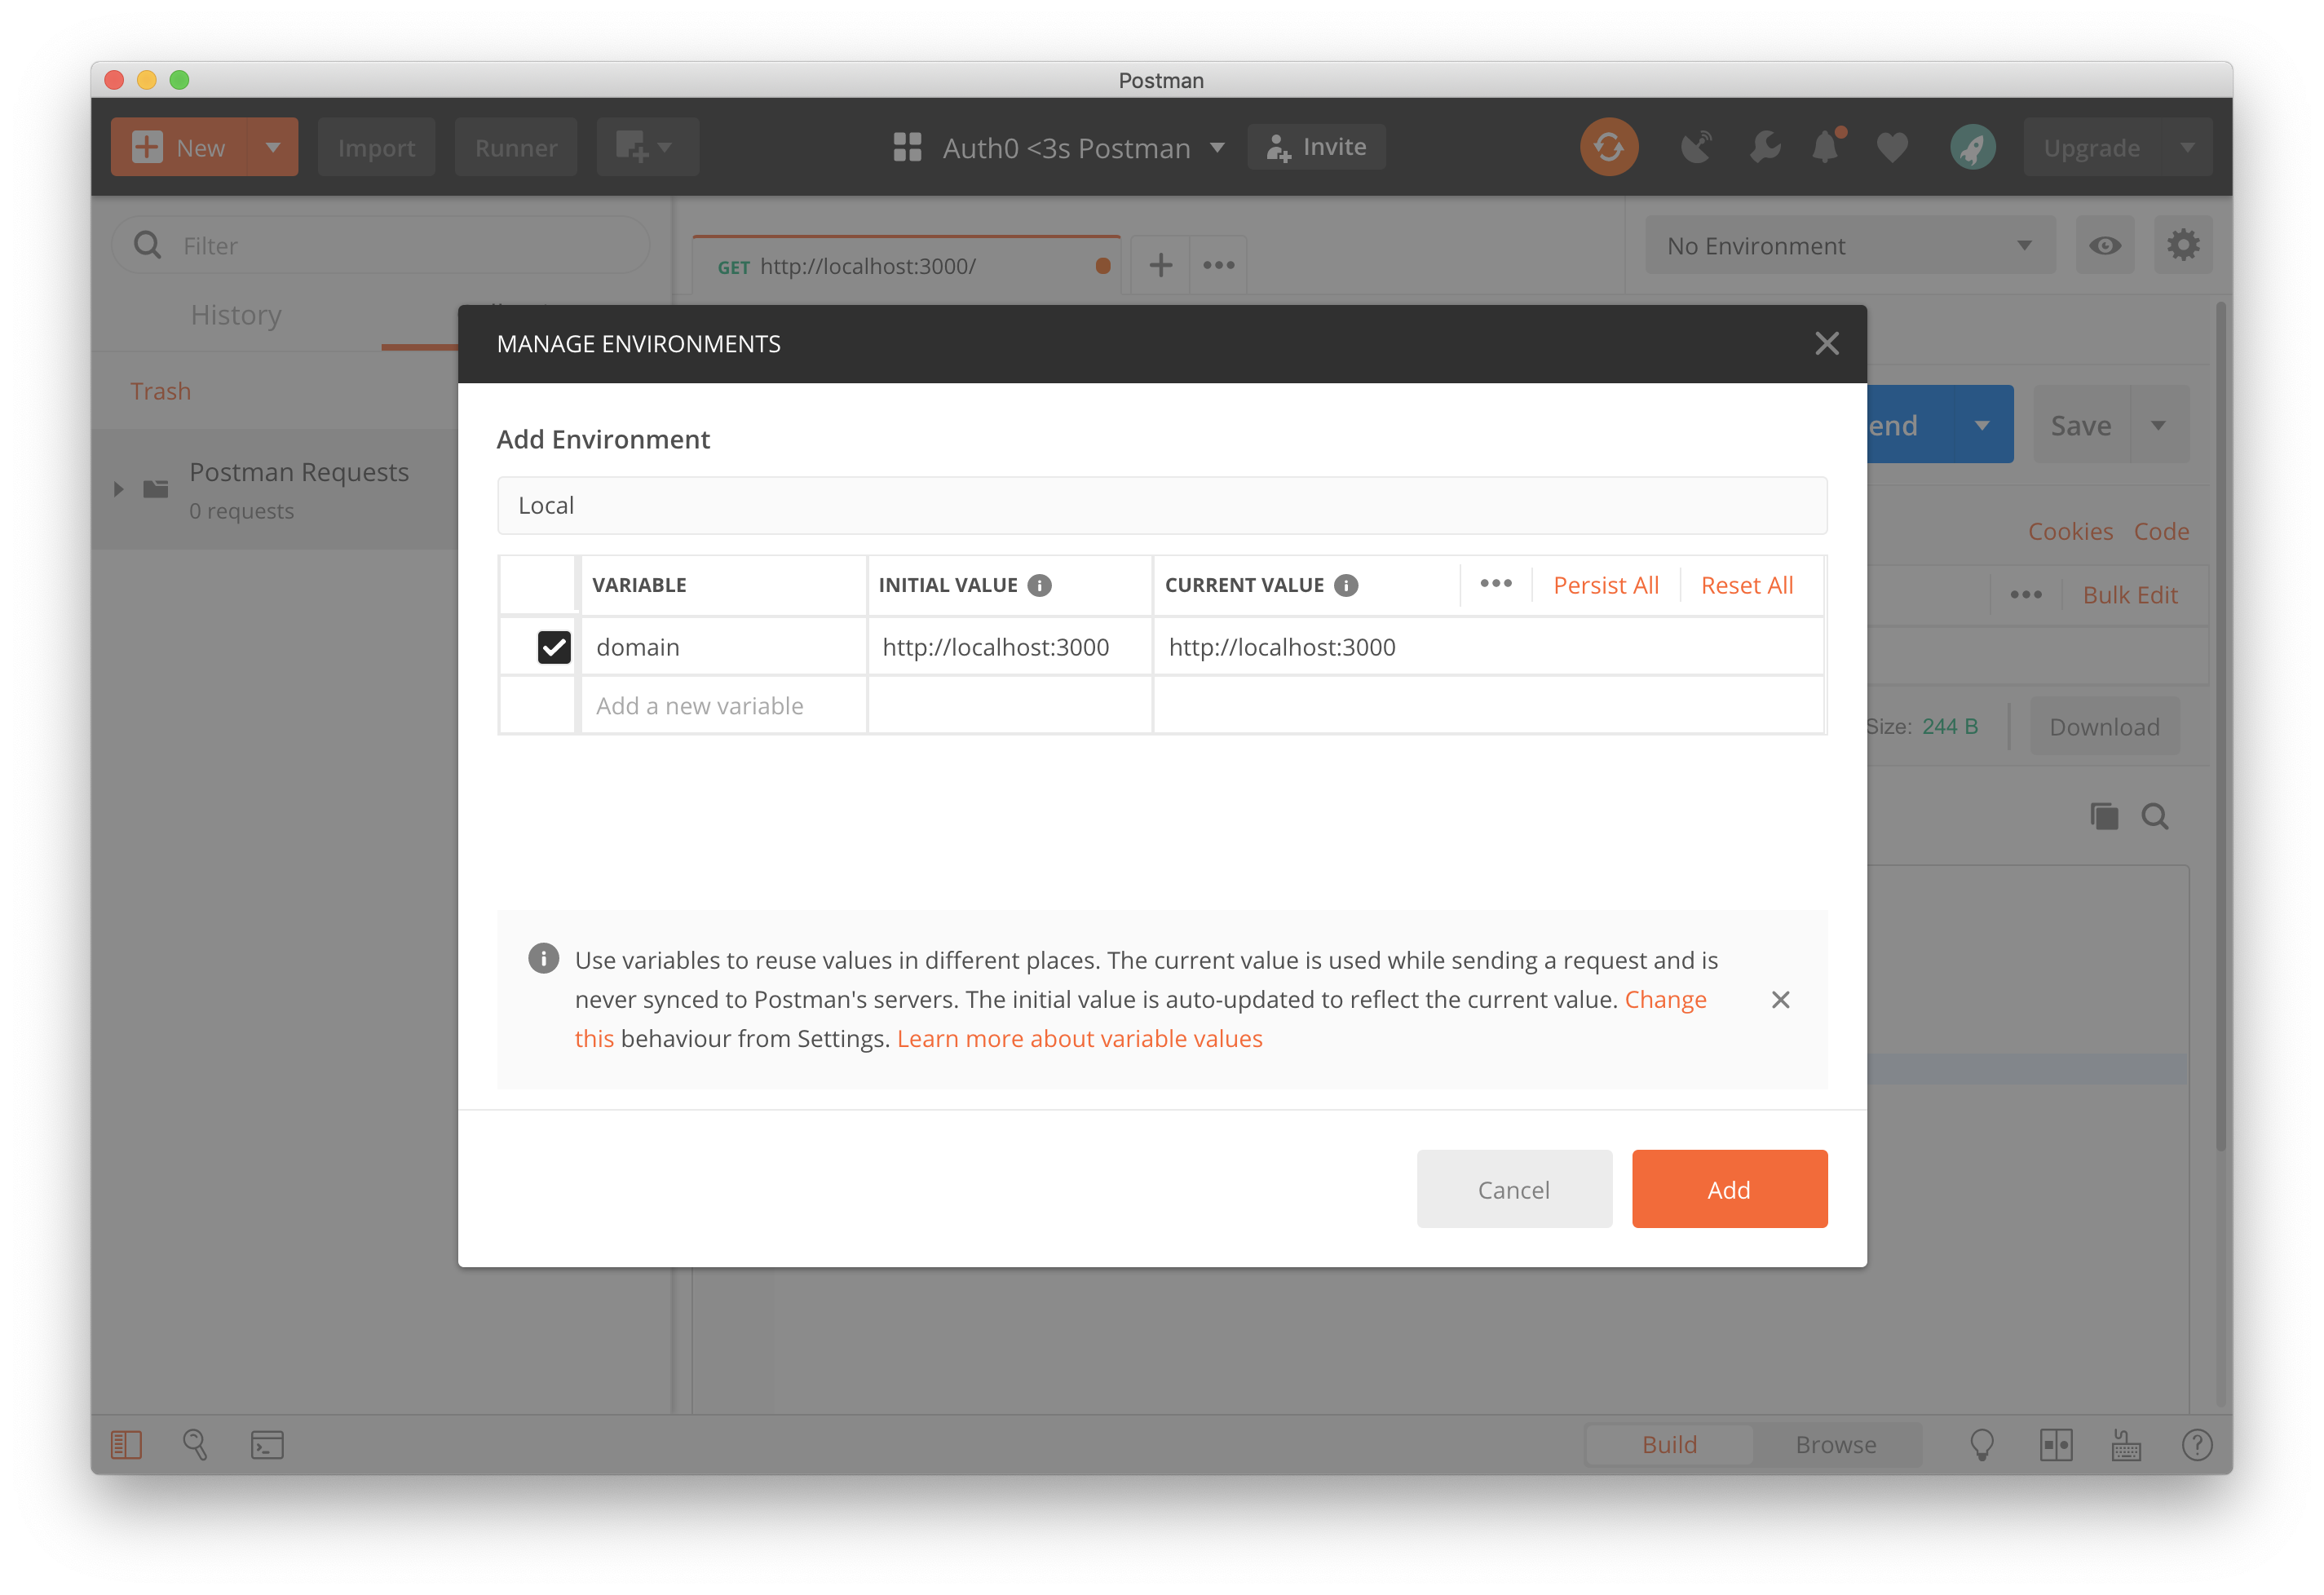 Postman
New
Import
Runner
Auth0 <3s Postman
Invite
Upgrade
Filter
GET http://localhost:3000/
No Environment
History
MANAGE ENVIRONMENTS
Trash
Add Environment
end
Save
Postman Requests
0 requests
Local
Cookies Code
VARIABLE
INITIAL VALUE
CURRENT VALUE
Persist All
Reset All
Bulk Edit
domain
http://localhost:3000
http://localhost:3000
Add a new variable
Size: 244 B
Download
Use variables to reuse values in different places. The current value is used while sending a request and is
never synced to Postman's servers. The initial value is auto-updated to reflect the current value. Change
this behaviour from Settings. Learn more about variable values
Cancel
Add
Build
Browse